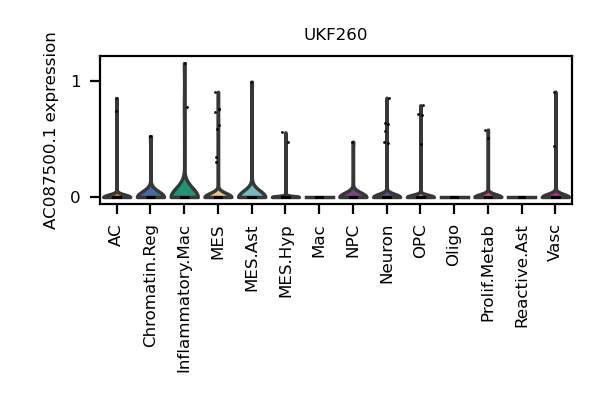 UKF260
AC087500.1 expression
1
0
AC
Chromatin.Reg
Inflammatory.Mac
MES
MES.Ast
MES.Hyp
Mac
NPC
Neuron
OPC
Oligo
Prolif.Metab
Reactive.Ast
Vasc